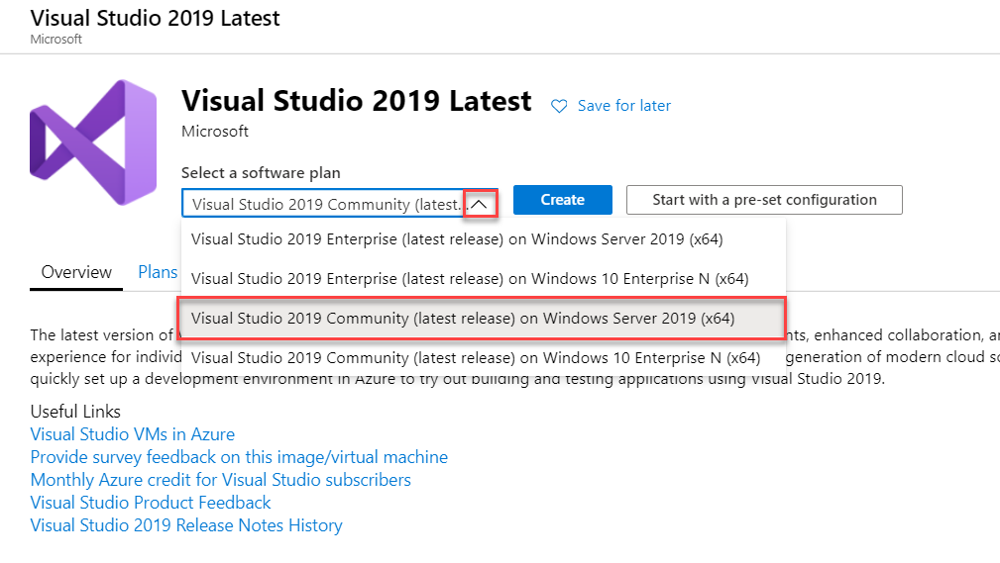 Visual Studio 2019 Latest
Microsoft
Visual Studio 2019 Latest
Save for later
Microsoft
Select a software plan
Visual Studio 2019 Community (latest...
Create
Start with a pre-set configuration
Visual Studio 2019 Enterprise (latest release) on Windows Server 2019 (x64)
Visual Studio 2019 Enterprise (latest release) on Windows 10 Enterprise N (x64)
Visual Studio 2019 Community (latest release) on Windows Server 2019 (x64)
Visual Studio 2019 Community (latest release) on Windows 10 Enterprise N (x64)
Overview Plans
The latest version of nts, enhanced collaboration, a
experience for individ generation of modern cloud s
quickly set up a development environment in Azure to try out building and testing applications using Visual Studio 2019.
Useful Links
Visual Studio VMs in Azure
Provide survey feedback on this image/virtual machine
Monthly Azure credit for Visual Studio subscribers
Visual Studio Product Feedback
Visual Studio 2019 Release Notes History